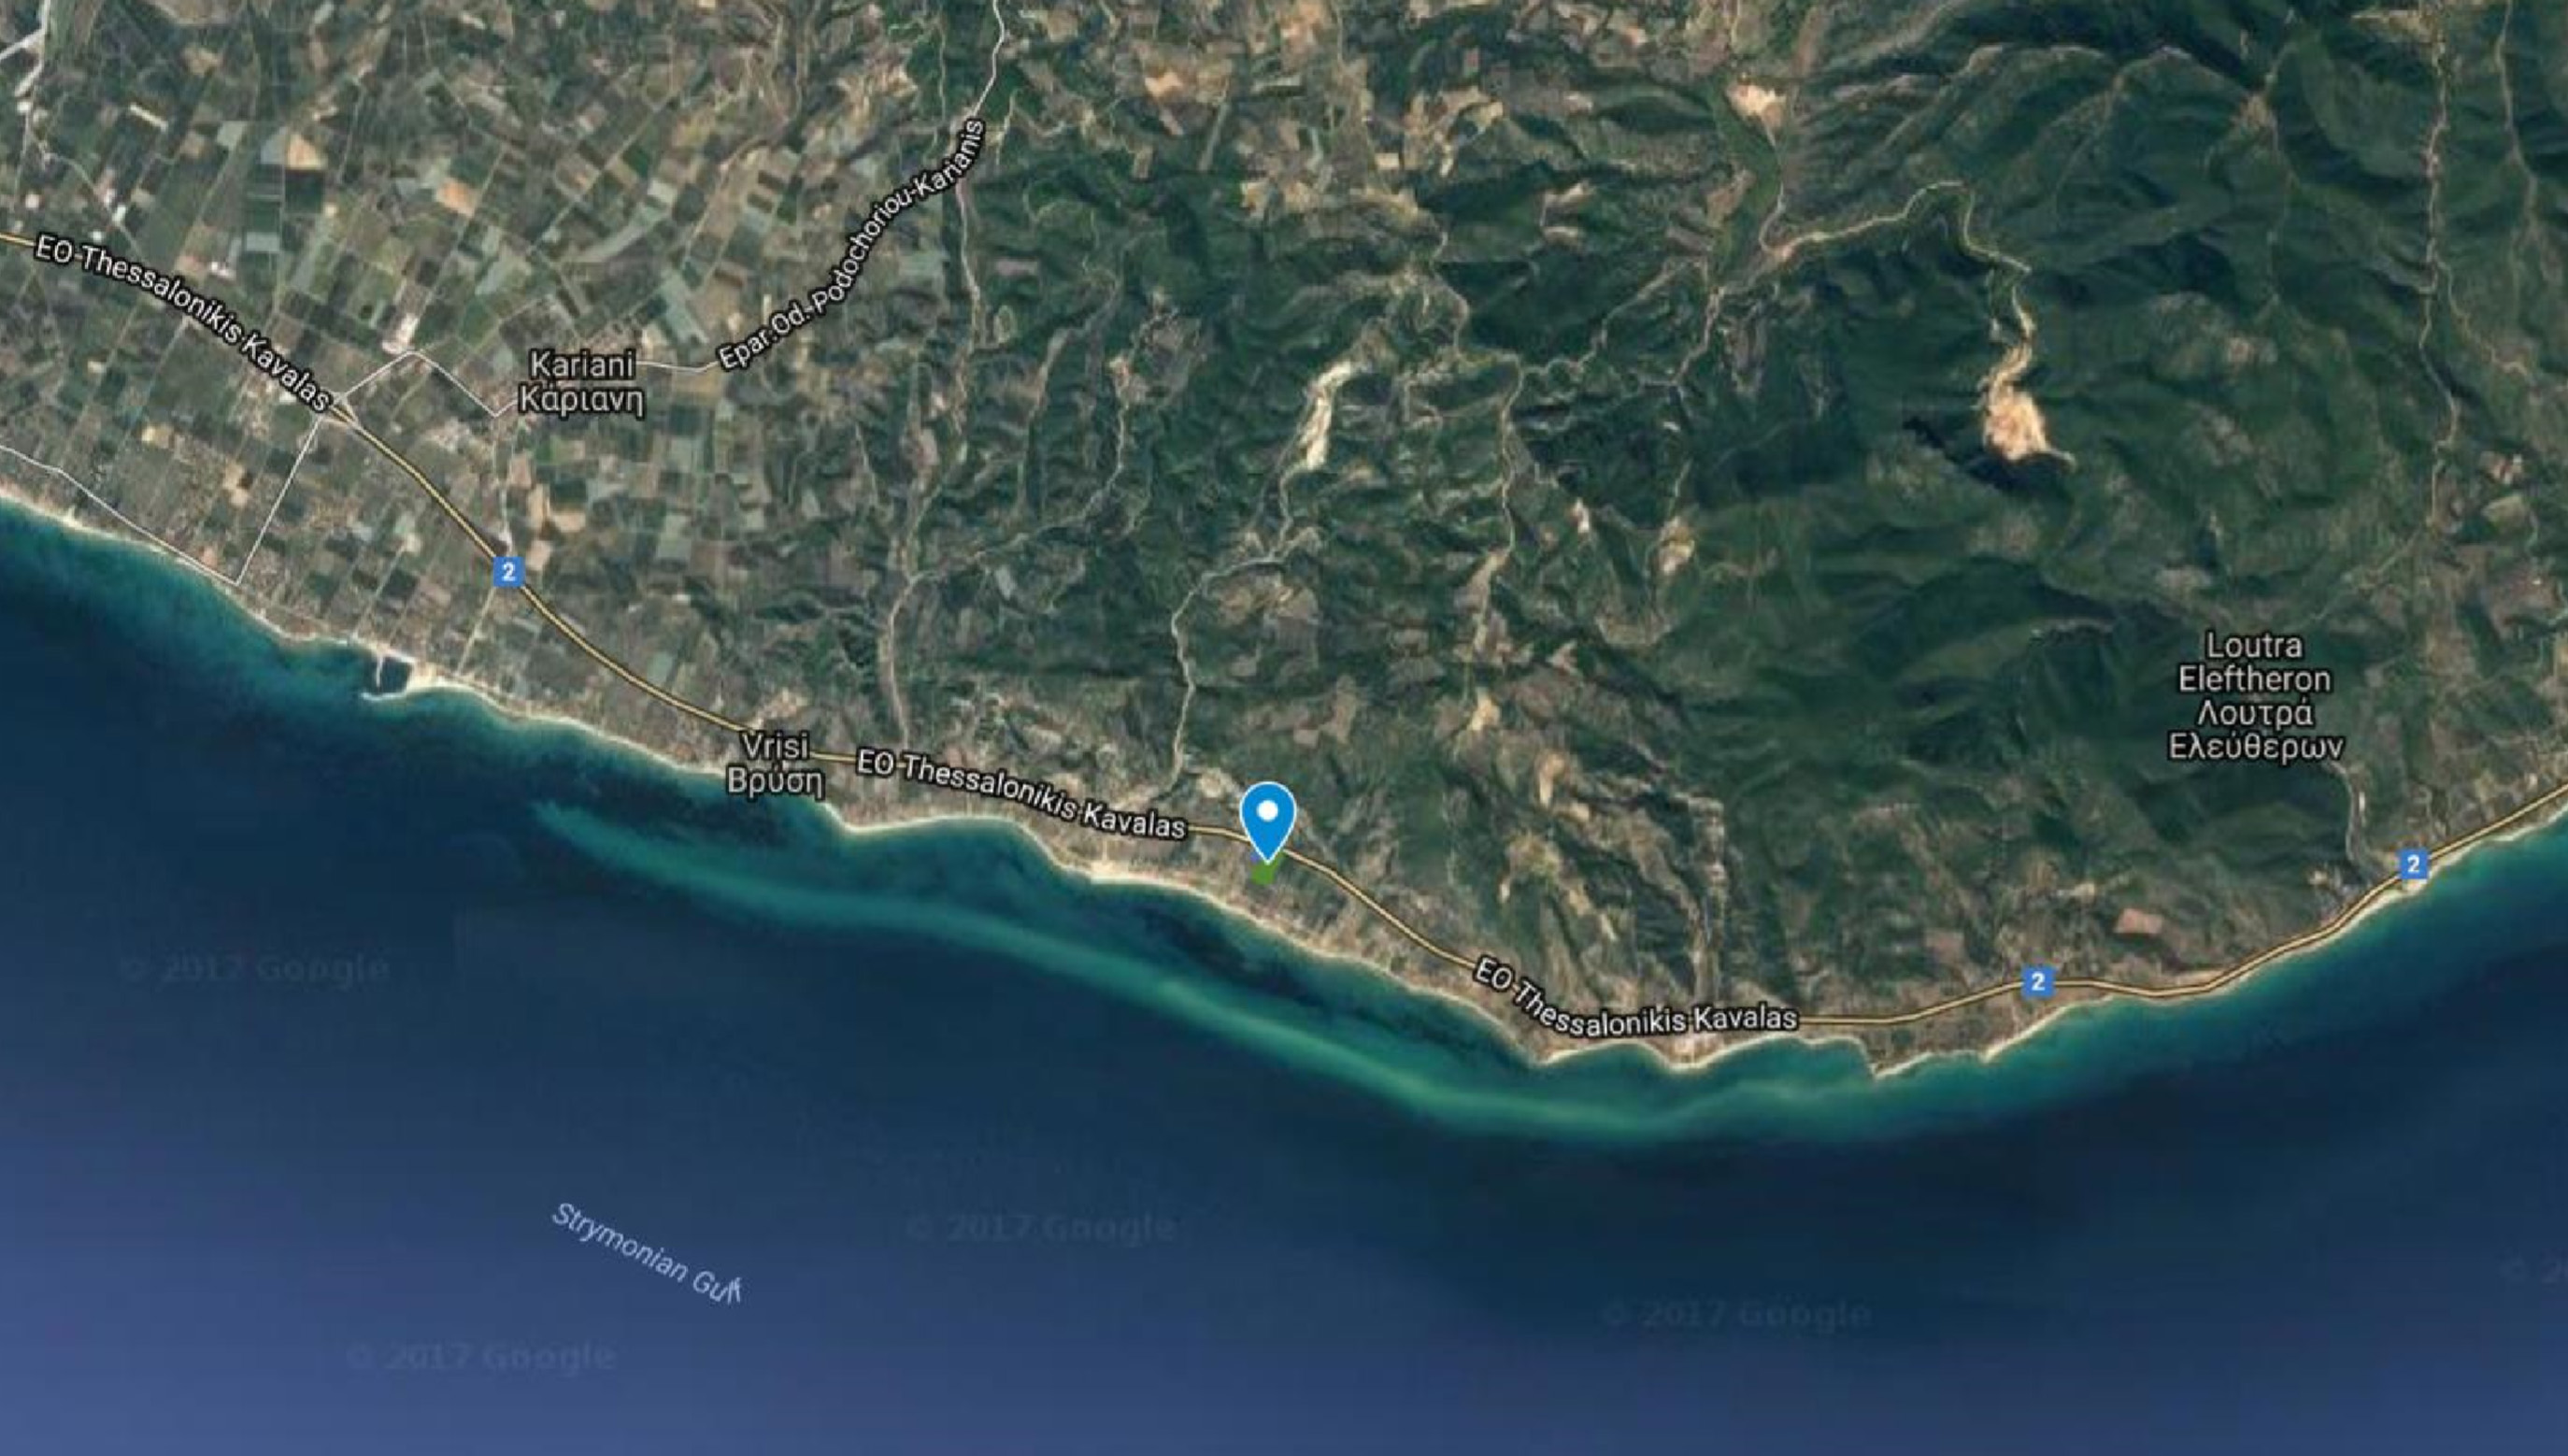 Epar.Od. Podochoriou-Karianis
EO Thessalonikis Kavalas
Kariani
Κάριανη
2
Loutra
Eleftheron
Λουτρά
Ελεύθερων
Vrisi
Βρύση
EO Thessalonikis Kavalas
2
EO Thessalonikis Kavalas
2
© 2017 Google
Strymonian Gulf
© 2017 Google
© 2017 Google
© 2017 Google